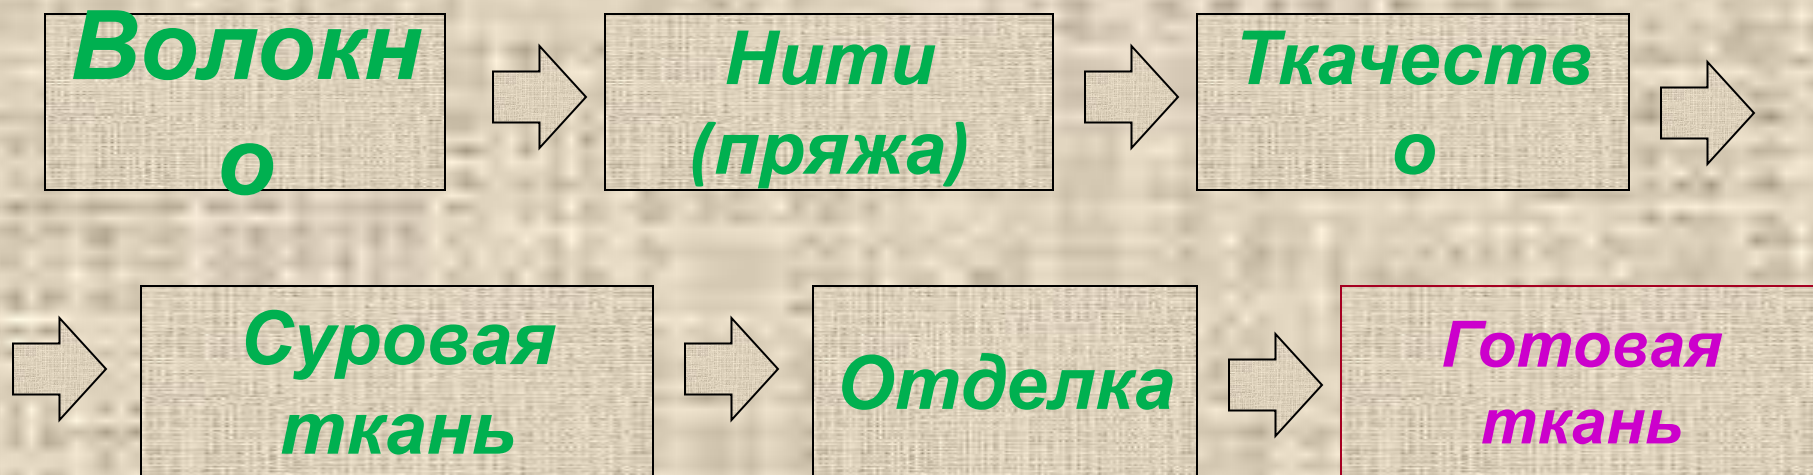 Волокн
о
Нити
(пряжа)
Ткачеств
о
Суровая
ткань
Отделка
Готовая
ткань